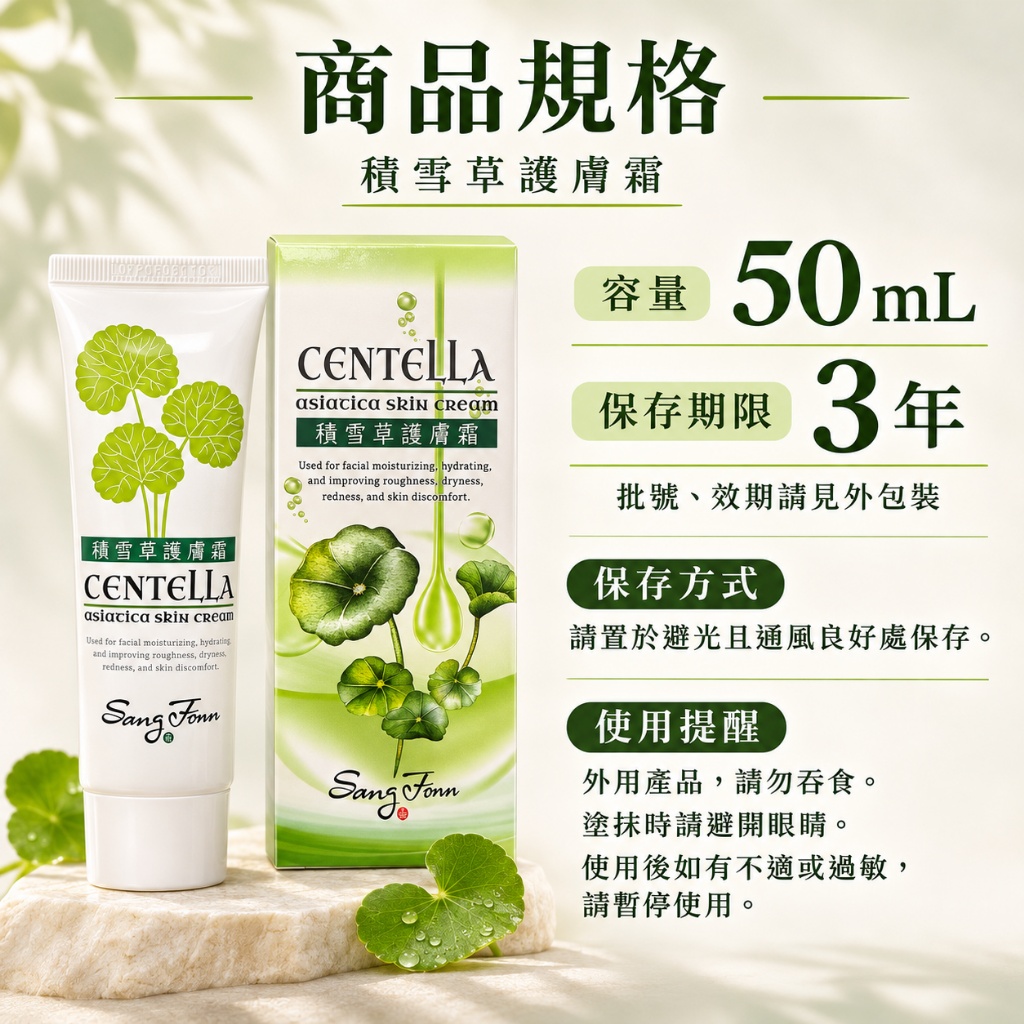 商品規格
積雪草護膚霜
積雪草護膚霜
CENTELLA
asiatica skin cream
Used for facial moisturizing, hydrating,
and improving roughness, dryness,
redness, and skin discomfort.
Sang Fonn
CENTELLA
asiatica skin cream
積雪草護膚霜
Used for facial moisturizing, hydrating,
and improving roughness, dryness,
redness, and skin discomfort.
Sang Fonn
容量 50 mL
保存期限 3年
批號、效期請見外包裝
保存方式
請置於避光且通風良好處保存。
使用提醒
外用產品,請勿吞食。
塗抹時請避開眼睛。
使用後如有不適或過敏,
請暫停使用。